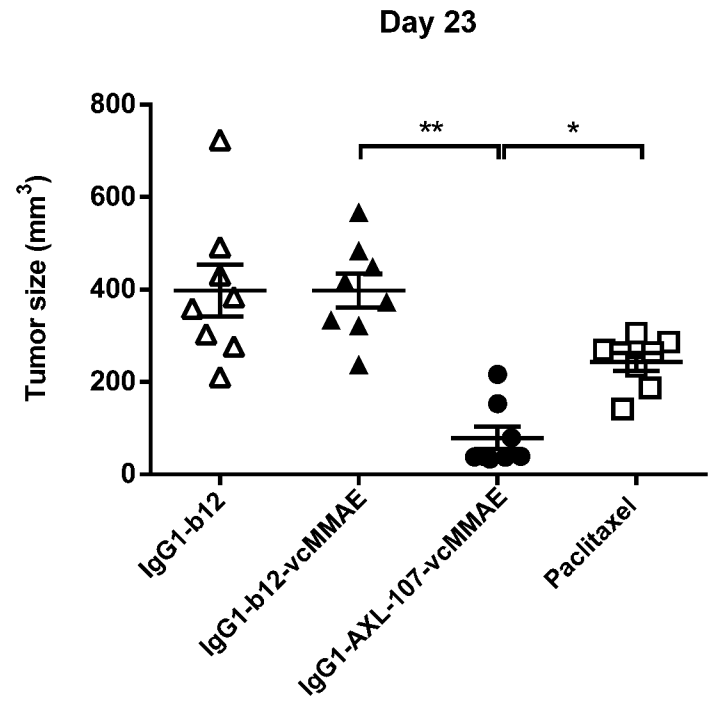 Day 23
Tumor size (mm³)
800
600
400
200
0
**
*
IgG1-b12
IgG1-b12-vcMMAE
IgG1-AXL-107-vcMMAE
Paclitaxel